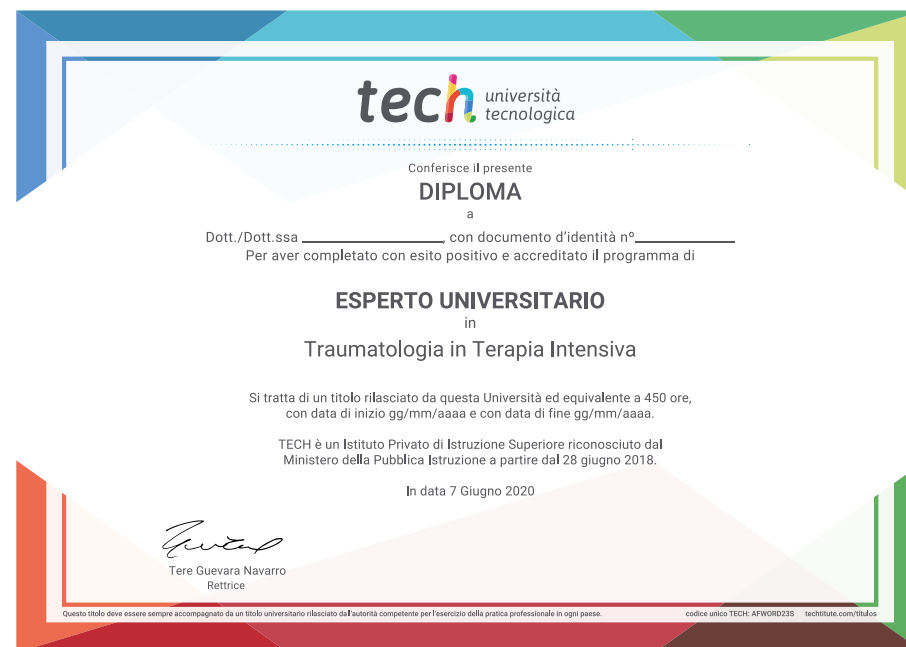 tech università
tecnologica
Conferisce il presente
DIPLOMA
a
Dott./Dott.ssa ____________________, con documento d'identità nº______________
Per aver completato con esito positivo e accreditato il programma di
ESPERTO UNIVERSITARIO
in
Traumatologia in Terapia Intensiva
Si tratta di un titolo rilasciato da questa Università ed equivalente a 450 ore,
con data di inizio gg/mm/aaaa e con data di fine gg/mm/aaaa.
TECH è un Istituto Privato di Istruzione Superiore riconosciuto dal
Ministero della Pubblica Istruzione a partire dal 28 giugno 2018.
In data 7 Giugno 2020
Tere Guevara Navarro
Rettrice
Questo titolo deve essere sempre accompagnato da un titolo universitario rilasciato dall'autorità competente per l'esercizio della pratica professionale in ogni paese. codice unico TECH: AFWORD23S techtitute.com/titulos